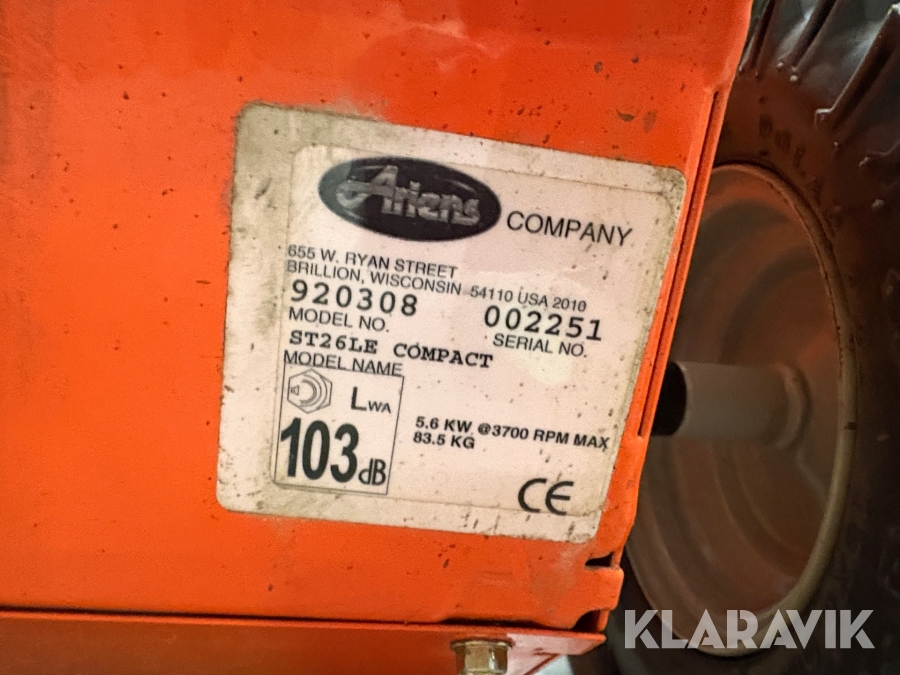 Ariens COMPANY
655 W. RYAN STREET
BRILLION, WISCONSIN 54110 USA 2010
920308 002251
MODEL NO. SERIAL NO.
ST26LE COMPACT
MODEL NAME
LWA
103dB
5.6 KW @3700 RPM MAX
83.5 KG
CE
KLARAVIK